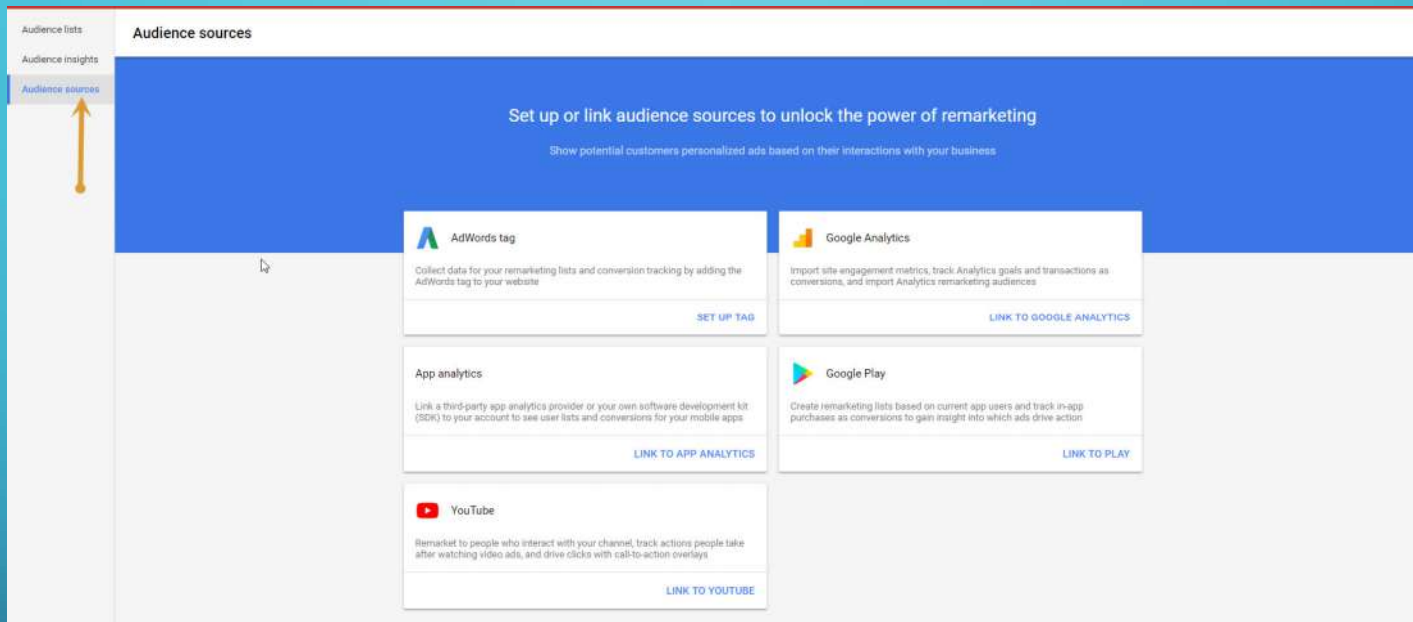 Audience lists
Audience insights
Audience sources
Audience sources
Set up or link audience sources to unlock the power of remarketing
Show potential customers personalized ads based on their interactions with your business
AdWords tag
Collect data for your remarketing lists and conversion tracking by adding the
AdWords tag to your website
SET UP TAG
Google Analytics
Import site engagement metrics, track Analytics goals and transactions as
conversions, and import Analytics remarketing audiences
LINK TO GOOGLE ANALYTICS
App analytics
Link a third-party app analytics provider or your own software development kit
(SDK) to your account to see user lists and conversions for your mobile apps
LINK TO APP ANALYTICS
Google Play
Create remarketing lists based on current app users and track in-app
purchases as conversions to gain insight into which ads drive action
LINK TO PLAY
YouTube
Remarket to people who interact with your channel, track actions people take
after watching video ads, and drive clicks with call-to-action overlays
LINK TO YOUTUBE